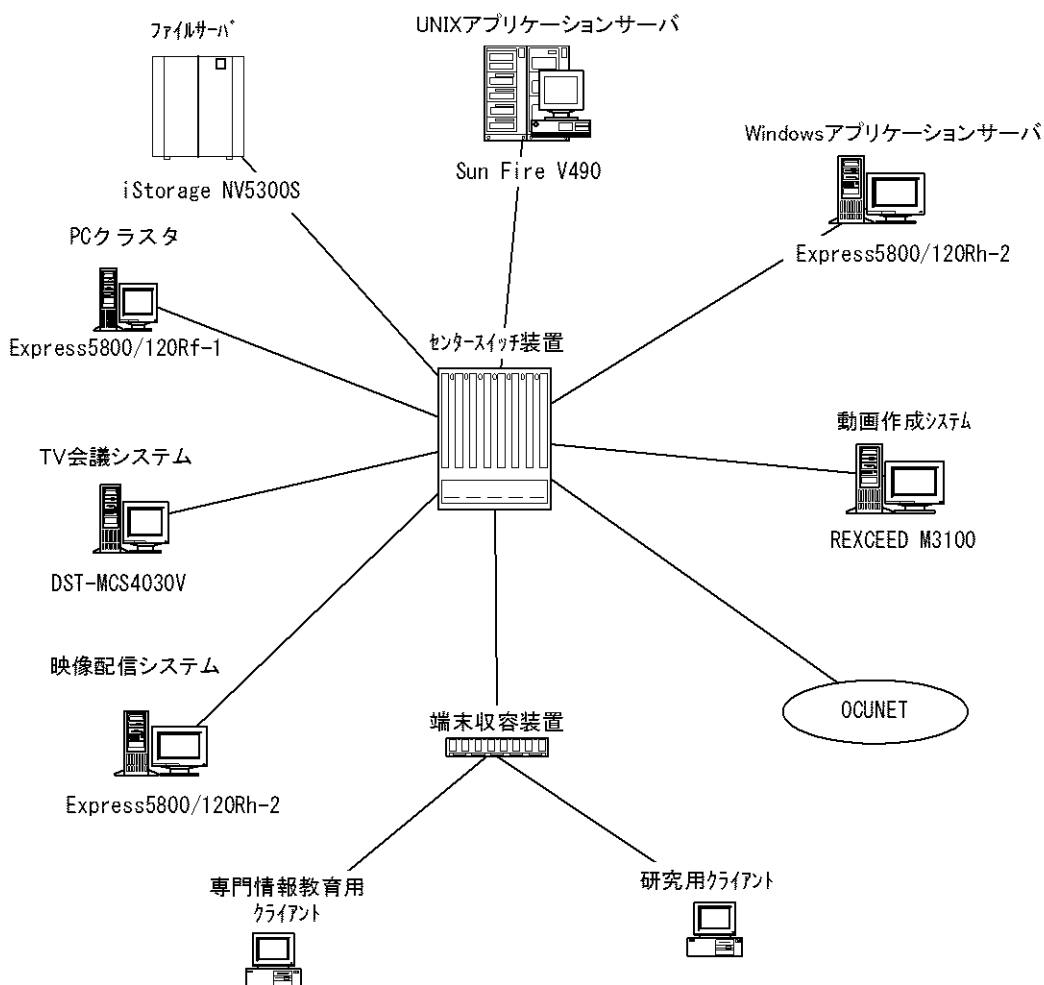 ファイルサーバ
UNIXアプリケーションサーバ
Windowsアプリケーションサーバ
iStorage NV5300S
Sun Fire V490
Express5800/120Rh-2
PCクラスタ
Express5800/120Rf-1
センタースイッチ装置
動画作成システム
REXCEED M3100
TV会議システム
DST-MCS4030V
映像配信システム
Express5800/120Rh-2
端末収容装置
OCUNET
専門情報教育用
クライアント
研究用クライアント